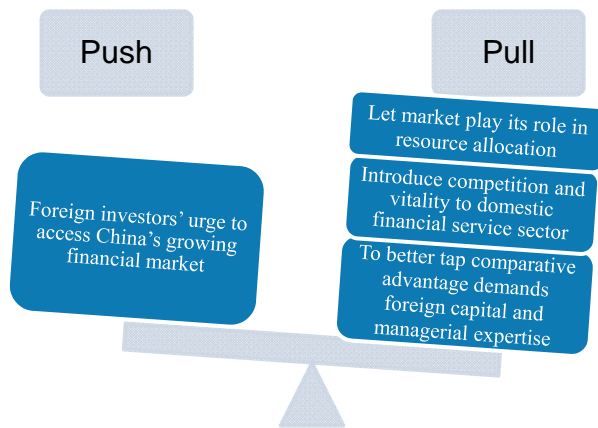 Push
Pull
Foreign investors’ urge to
access China’s growing
financial market
Let market play its role in
resource allocation
Introduce competition and
vitality to domestic
financial service sector
To better tap comparative
advantage demands
foreign capital and
managerial expertise